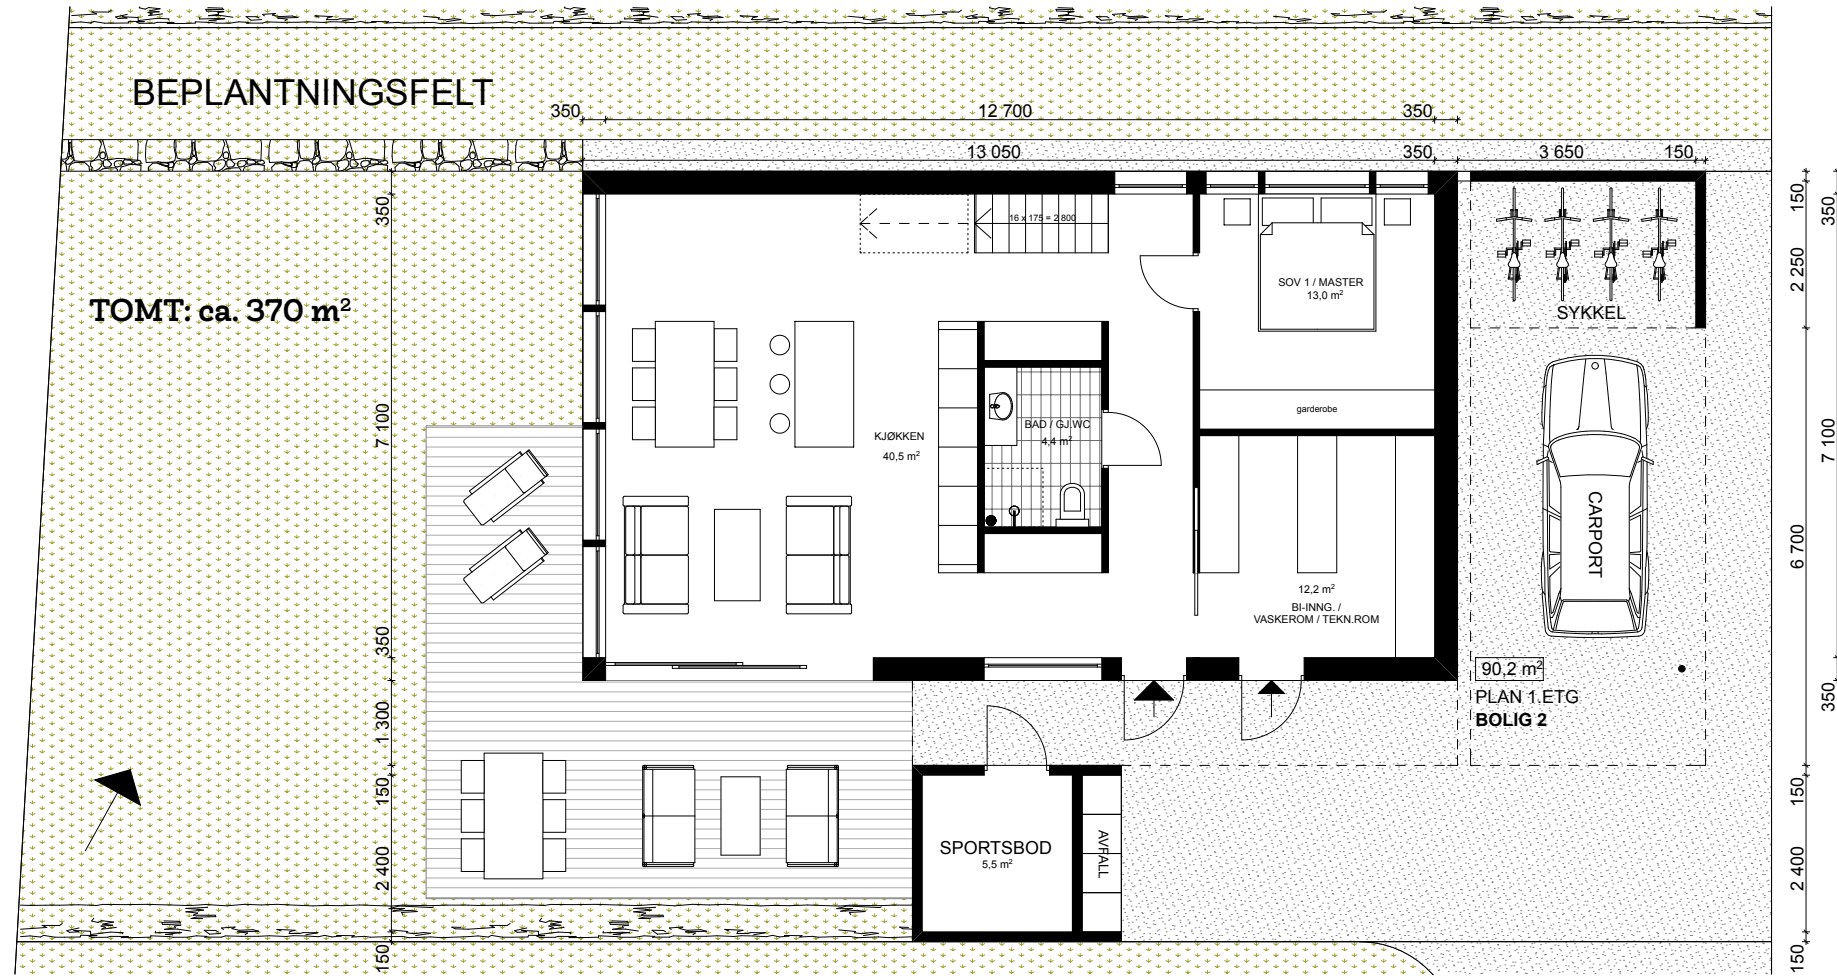 BEPLANTNINGSFELT
350
12 700
350
13 050
350
3 650
150
TOMT: ca. 370 m²
350
7 100
350
1 300
150
2 400
150
16 x 175 = 2 800
SOV 1 / MASTER
13,0 m²
garderobe
KJØKKEN
40,5 m²
BAD / GJ.WC
4,4 m²
12,2 m²
BI-INNG. /
VASKEROM / TEKN.ROM
SYKKEL
CARPORT
90,2 m²
PLAN 1.ETG
BOLIG 2
SPORTSBOD
5,5 m²
AVFALL
150
2 250
6 700
150
2 400
150
350
7 100
350